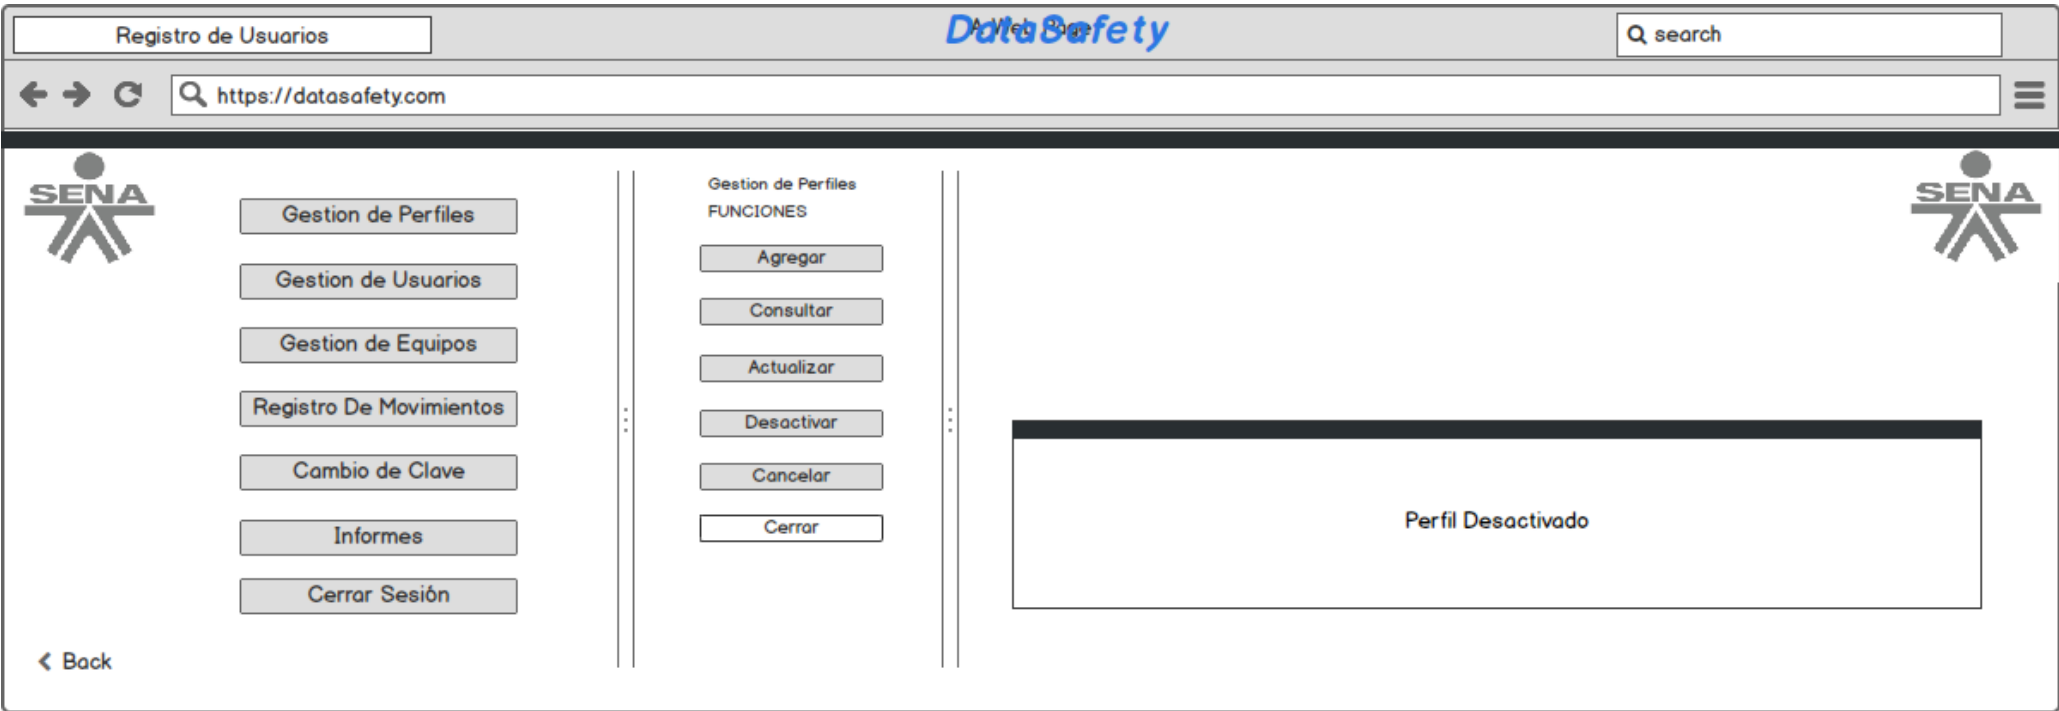 Registro de Usuarios
A Web Page
DataSafety
search
https://datasafety.com
SENA
SENA
Gestion de Perfiles
Gestion de Usuarios
Gestion de Equipos
Registro De Movimientos
Cambio de Clave
Informes
Cerrar Sesión
Back
Gestion de Perfiles
FUNCIONES
Agregar
Consultar
Actualizar
Desactivar
Cancelar
Cerrar
Perfil Desactivado